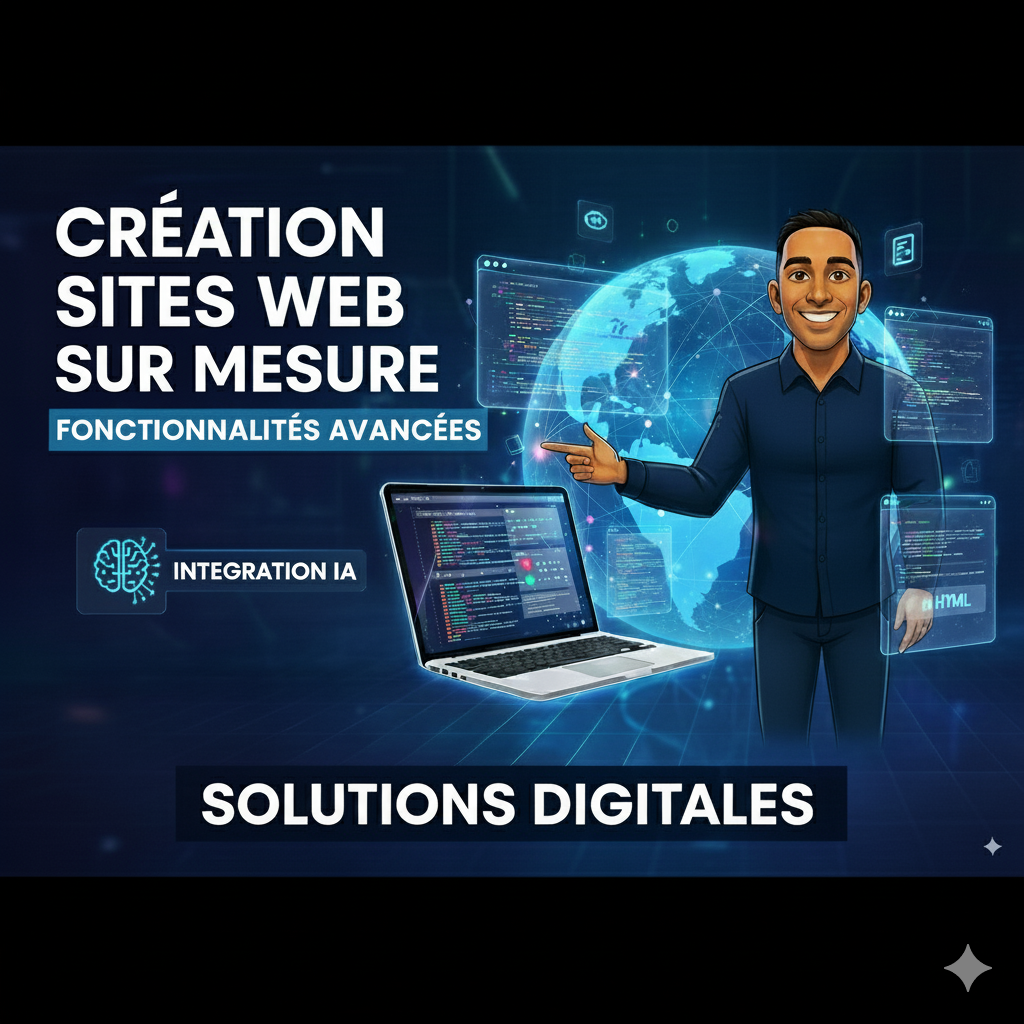 CRÉATION
SITES WEB
SUR MESURE
FONCTIONNALITÉS AVANCÉES
INTEGRATION IA
HYML
SOLUTIONS DIGITALES